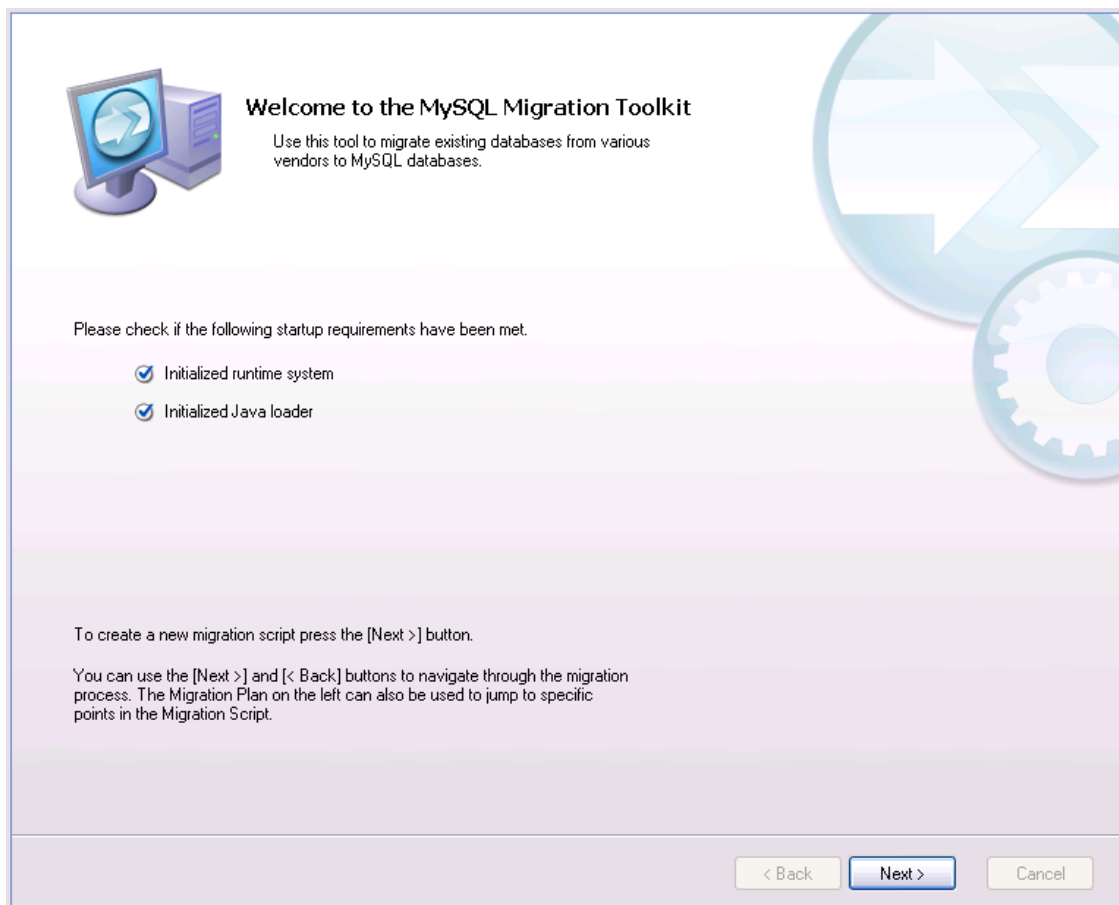 Welcome to the MySQL Migration Toolkit
Use this tool to migrate existing databases from various
vendors to MySQL databases.
Please check if the following startup requirements have been met.
Initialized runtime system
Initialized Java loader
To create a new migration script press the [Next >] button.
You can use the [Next >] and [< Back] buttons to navigate through the migration
process. The Migration Plan on the left can also be used to jump to specific
points in the Migration Script.
< Back
Next >
Cancel